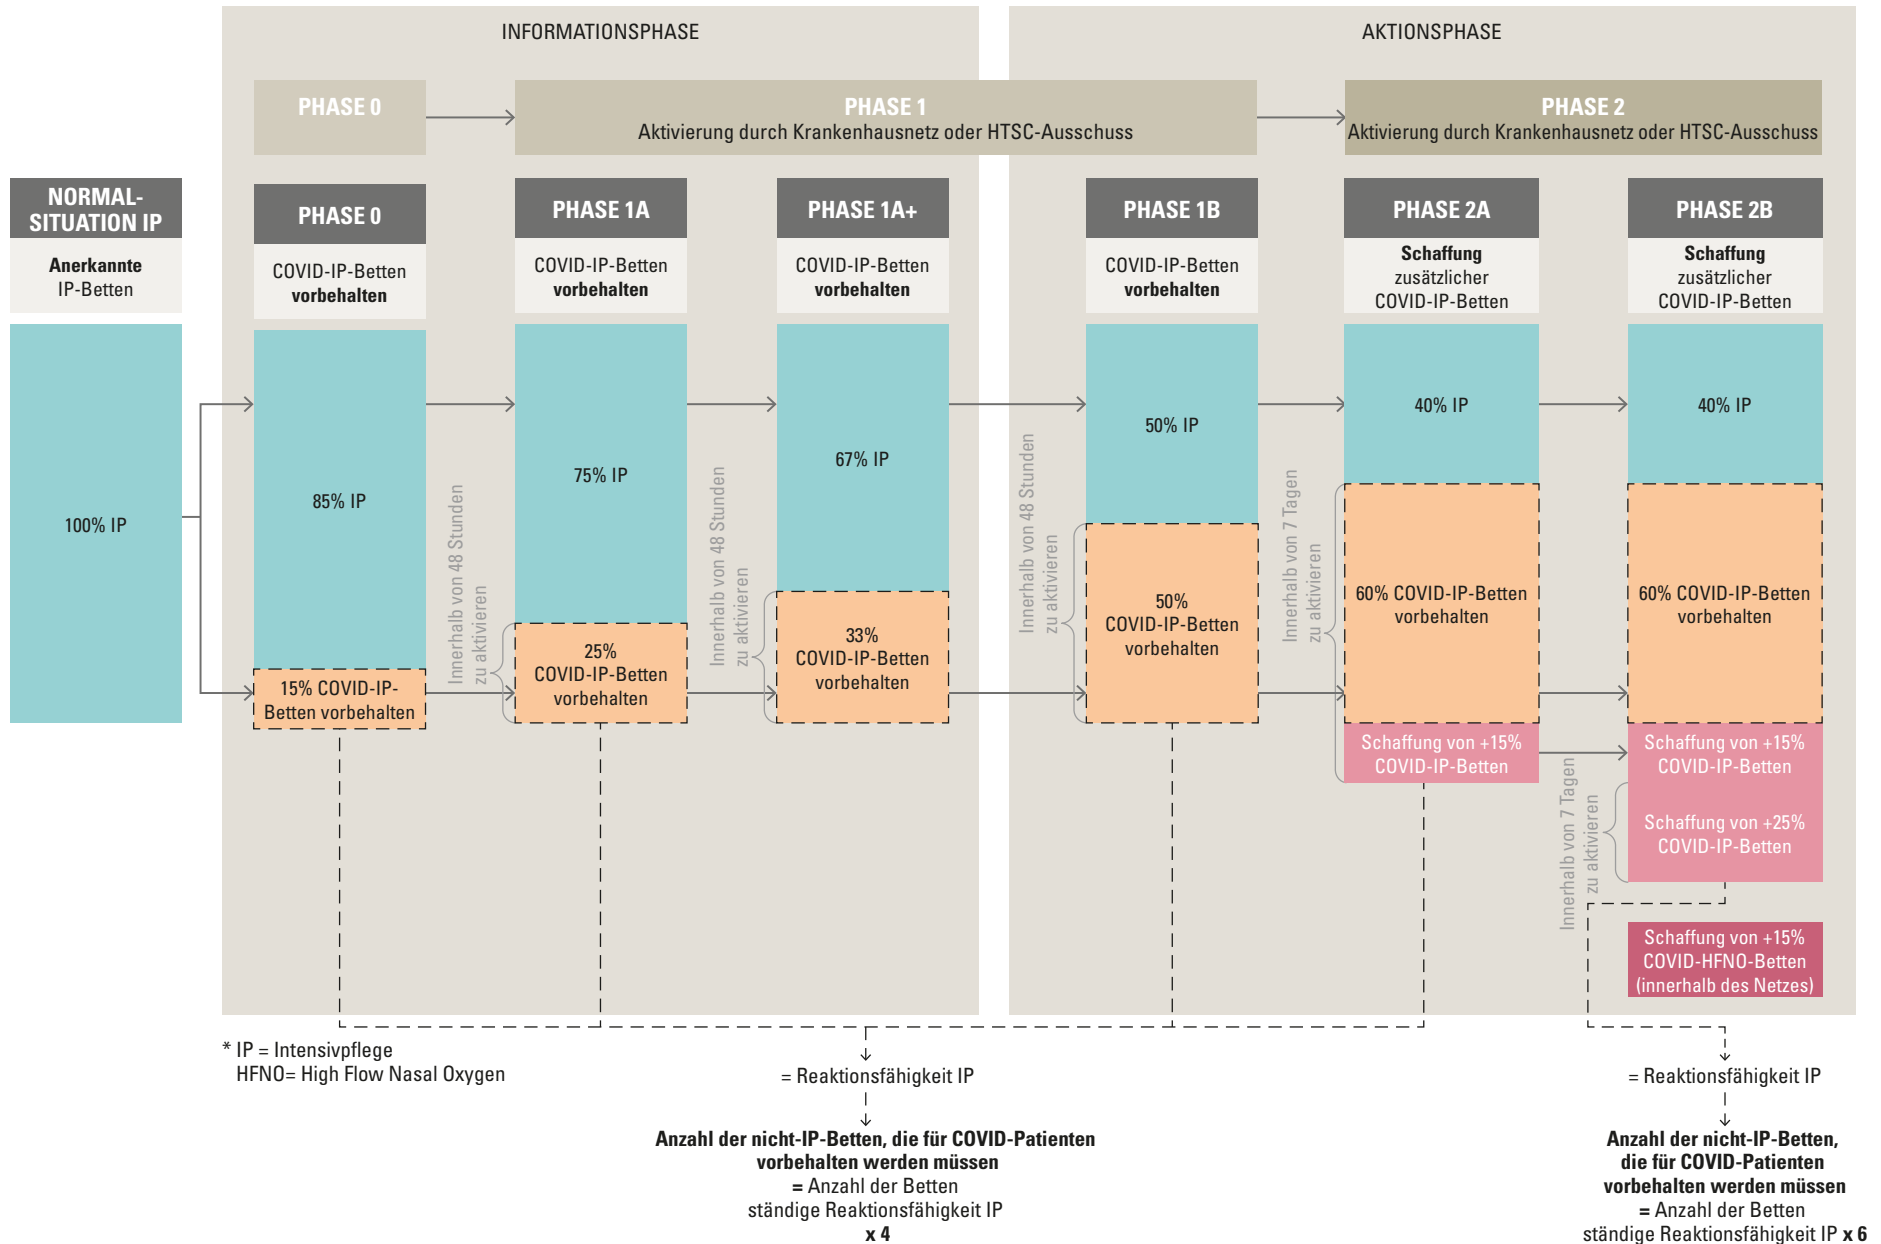 INFORMATIONSPHASE
AKTIONSPHASE
PHASE 0
PHASE 1
Aktivierung durch Krankenhausnetz oder HTSC-Ausschuss
PHASE 2
Aktivierung durch Krankenhausnetz oder HTSC-Ausschuss
NORMAL-
SITUATION IP
Anerkannte
IP-Betten
100% IP
PHASE 0
COVID-IP-Betten
vorbehalten
85% IP
15% COVID-IP-
Betten vorbehalten
Innerhalb von 48 Stunden
zu aktivieren
PHASE 1A
COVID-IP-Betten
vorbehalten
75% IP
25%
COVID-IP-Betten
vorbehalten
Innerhalb von 48 Stunden
zu aktivieren
PHASE 1A+
COVID-IP-Betten
vorbehalten
67% IP
33%
COVID-IP-Betten
vorbehalten
Innerhalb von 48 Stunden
zu aktivieren
PHASE 1B
COVID-IP-Betten
vorbehalten
50% IP
50%
COVID-IP-Betten
vorbehalten
Innerhalb von 7 Tagen
zu aktivieren
PHASE 2A
Schaffung
zusätzlicher
COVID-IP-Betten
40% IP
60% COVID-IP-Betten
vorbehalten
Schaffung von +15%
COVID-IP-Betten
Innerhalb von 7 Tagen
zu aktivieren
PHASE 2B
Schaffung
zusätzlicher
COVID-IP-Betten
40% IP
60% COVID-IP-Betten
vorbehalten
Schaffung von +15%
COVID-IP-Betten
Schaffung von +25%
COVID-IP-Betten
Schaffung von +15%
COVID-HFNO-Betten
(innerhalb des Netzes)
* IP = Intensivpflege
HFNO= High Flow Nasal Oxygen
= Reaktionsfähigkeit IP
Anzahl der nicht-IP-Betten, die für COVID-Patienten
vorbehalten werden müssen
= Anzahl der Betten
ständige Reaktionsfähigkeit IP
x 4
= Reaktionsfähigkeit IP
Anzahl der nicht-IP-Betten,
die für COVID-Patienten
vorbehalten werden müssen
= Anzahl der Betten
ständige Reaktionsfähigkeit IP x 6